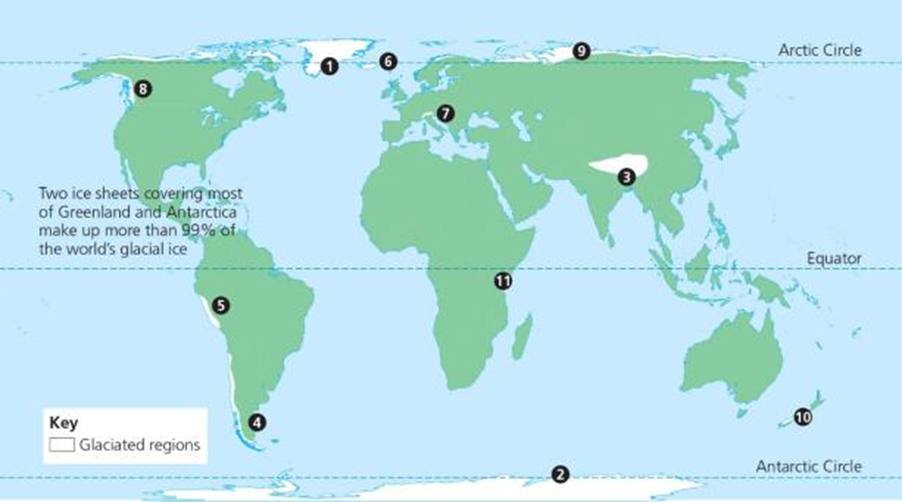 9
Arctic Circle
1
6
8
7
3
Two ice sheets covering most
of Greenland and Antarctica
make up more than 99% of
the world's glacial ice
Equator
11
5
Key
Glaciated regions
4
10
Antarctic Circle
2